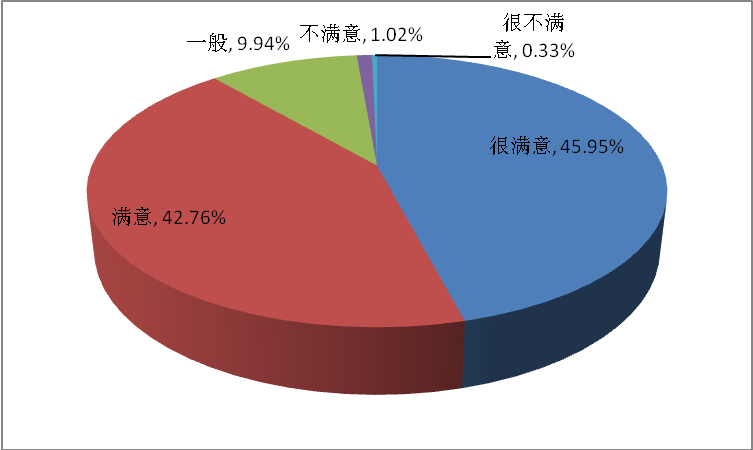 一般, 9.94%
不满意, 1.02%
很不满
意, 0.33%
很满意, 45.95%
满意, 42.76%